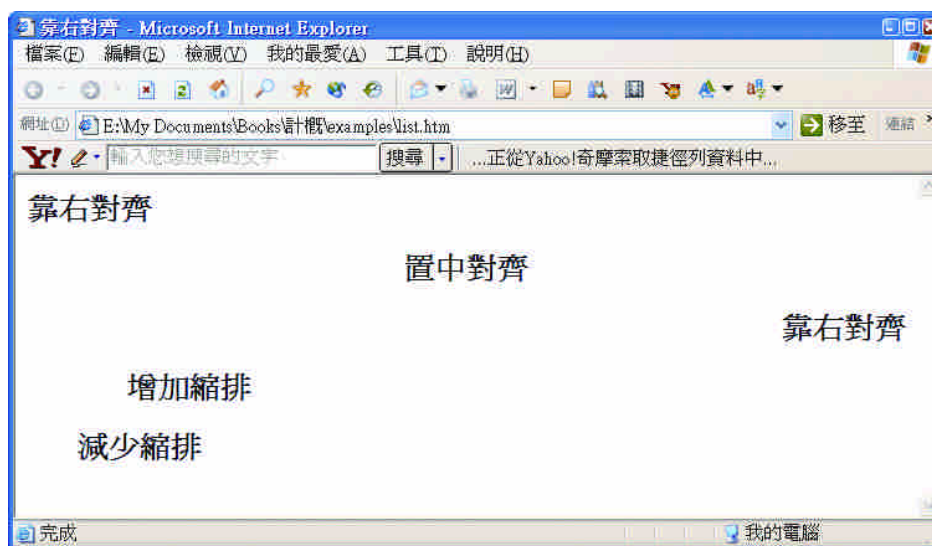 靠右對齊 - Microsoft Internet Explorer
檔案(F) 編輯(E) 檢視(V) 我的最愛(A) 工具(T) 說明(H)
網址(D) E:\My Documents\Books\計概\examples\list.htm 移至 連結 »
Y! 輸入您想搜尋的文字 搜尋 ...正從Yahoo!奇摩索取捷徑列資料中...
靠右對齊
置中對齊
靠右對齊
增加縮排
減少縮排
完成 我的電腦